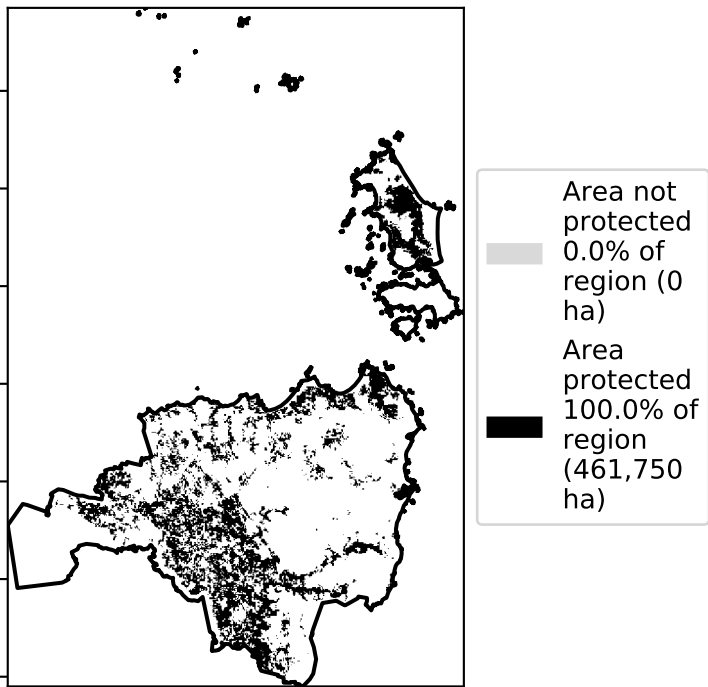 Area not
protected
0.0% of
region (0
ha)
Area
protected
100.0% of
region
(461,750
ha)